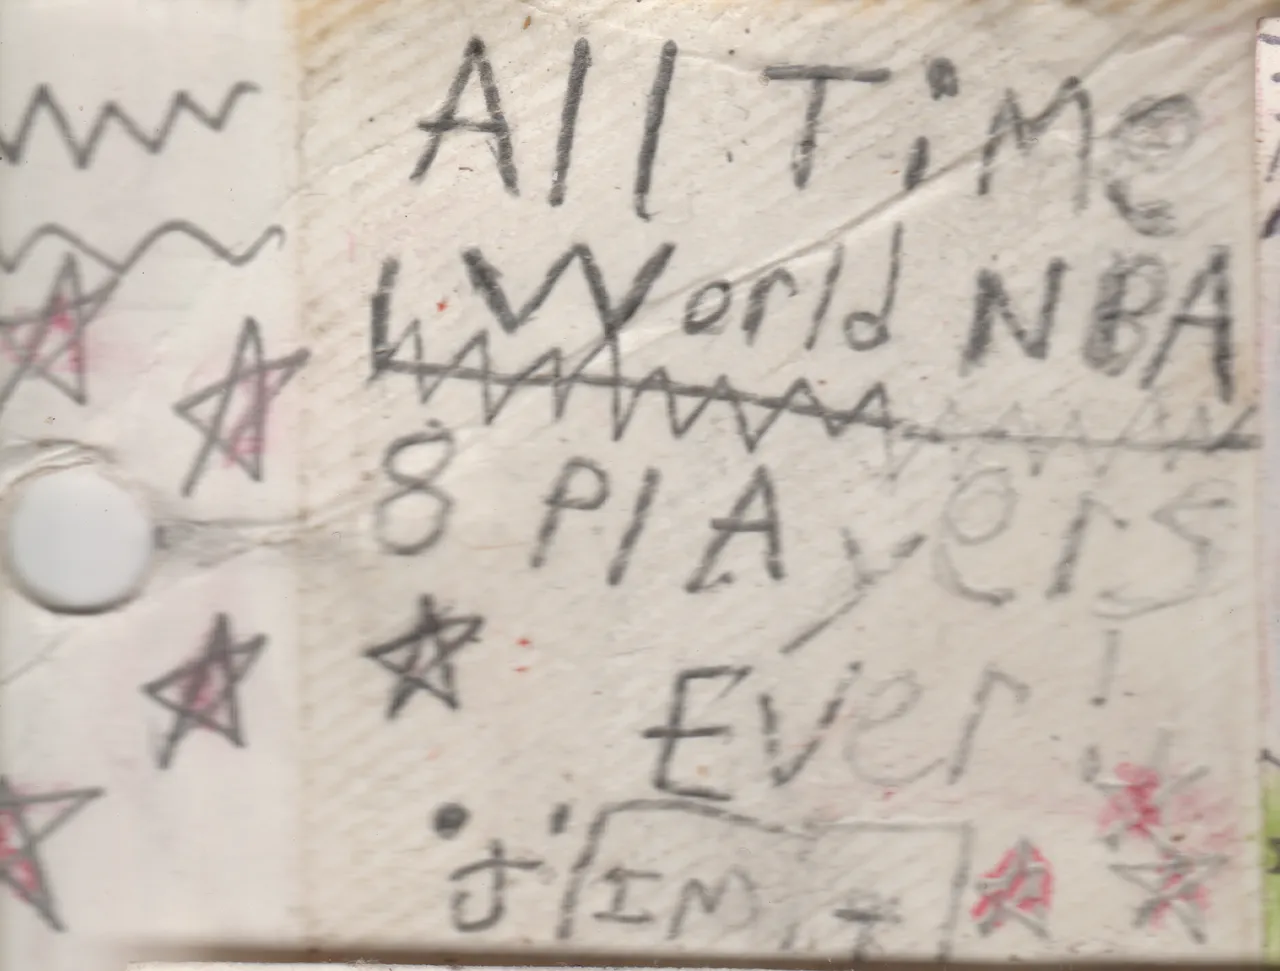 All TiMe
World NBA
8 PlAyers
Ever!